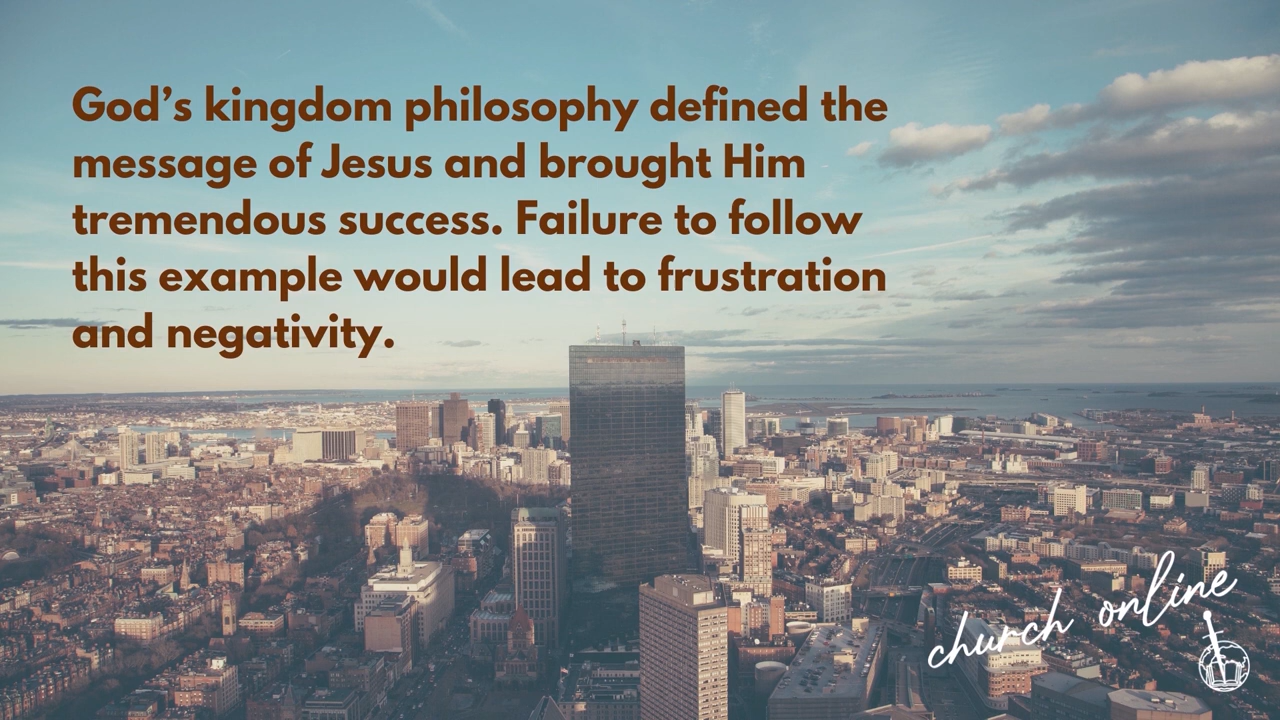 God’s kingdom philosophy defined the
message of Jesus and brought Him
tremendous success. Failure to follow
this example would lead to frustration
and negativity.
church online